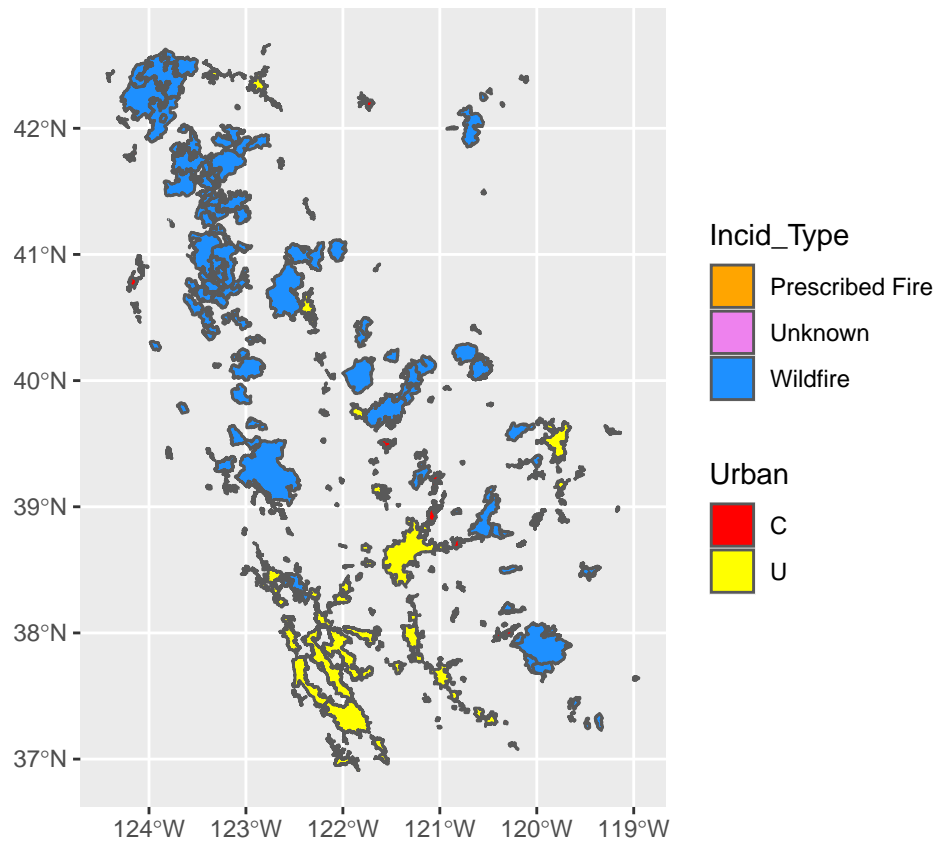 42°N
41°N
40°N
39°N
38°N
37°N
124°W 123°W 122°W 121°W 120°W 119°W
Incid_Type
Prescribed Fire
Unknown
Wildfire
Urban
C
U